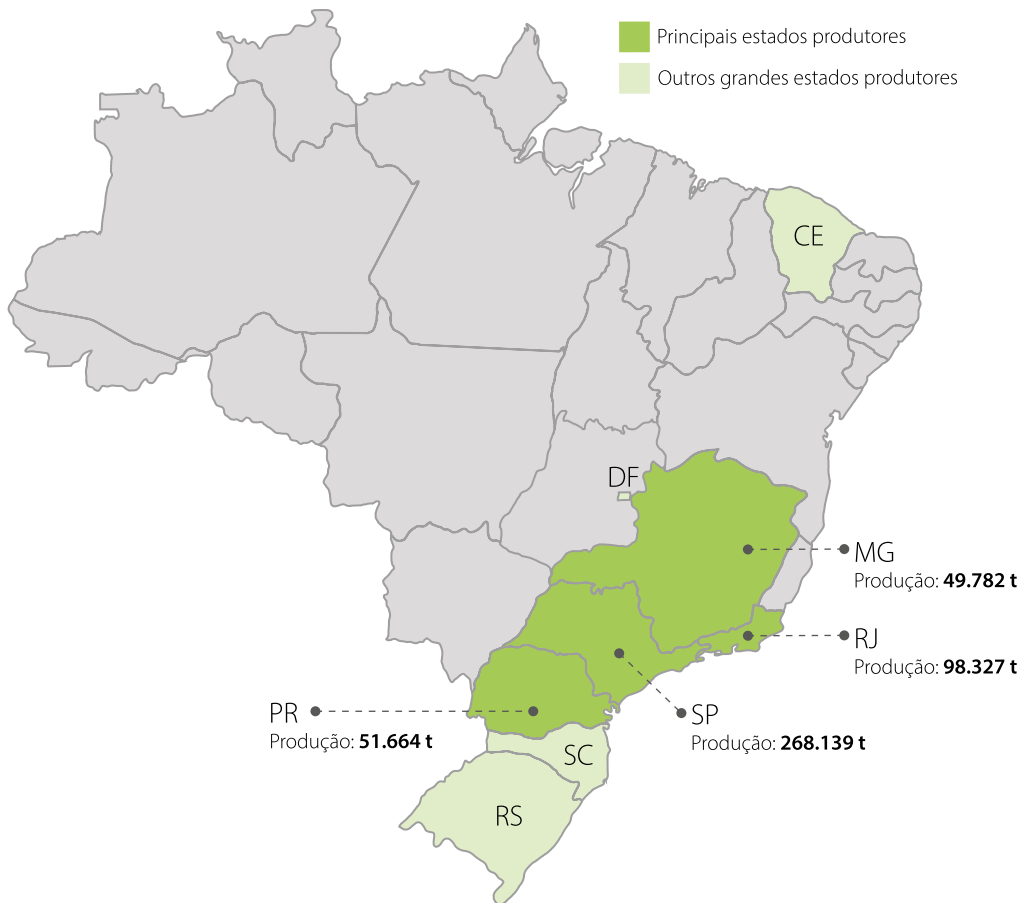 Principais estados produtores
Outros grandes estados produtores
CE
DF
MG
Produção: 49.782 t
RJ
Produção: 98.327 t
PR
Produção: 51.664 t
SP
Produção: 268.139 t
SC
RS